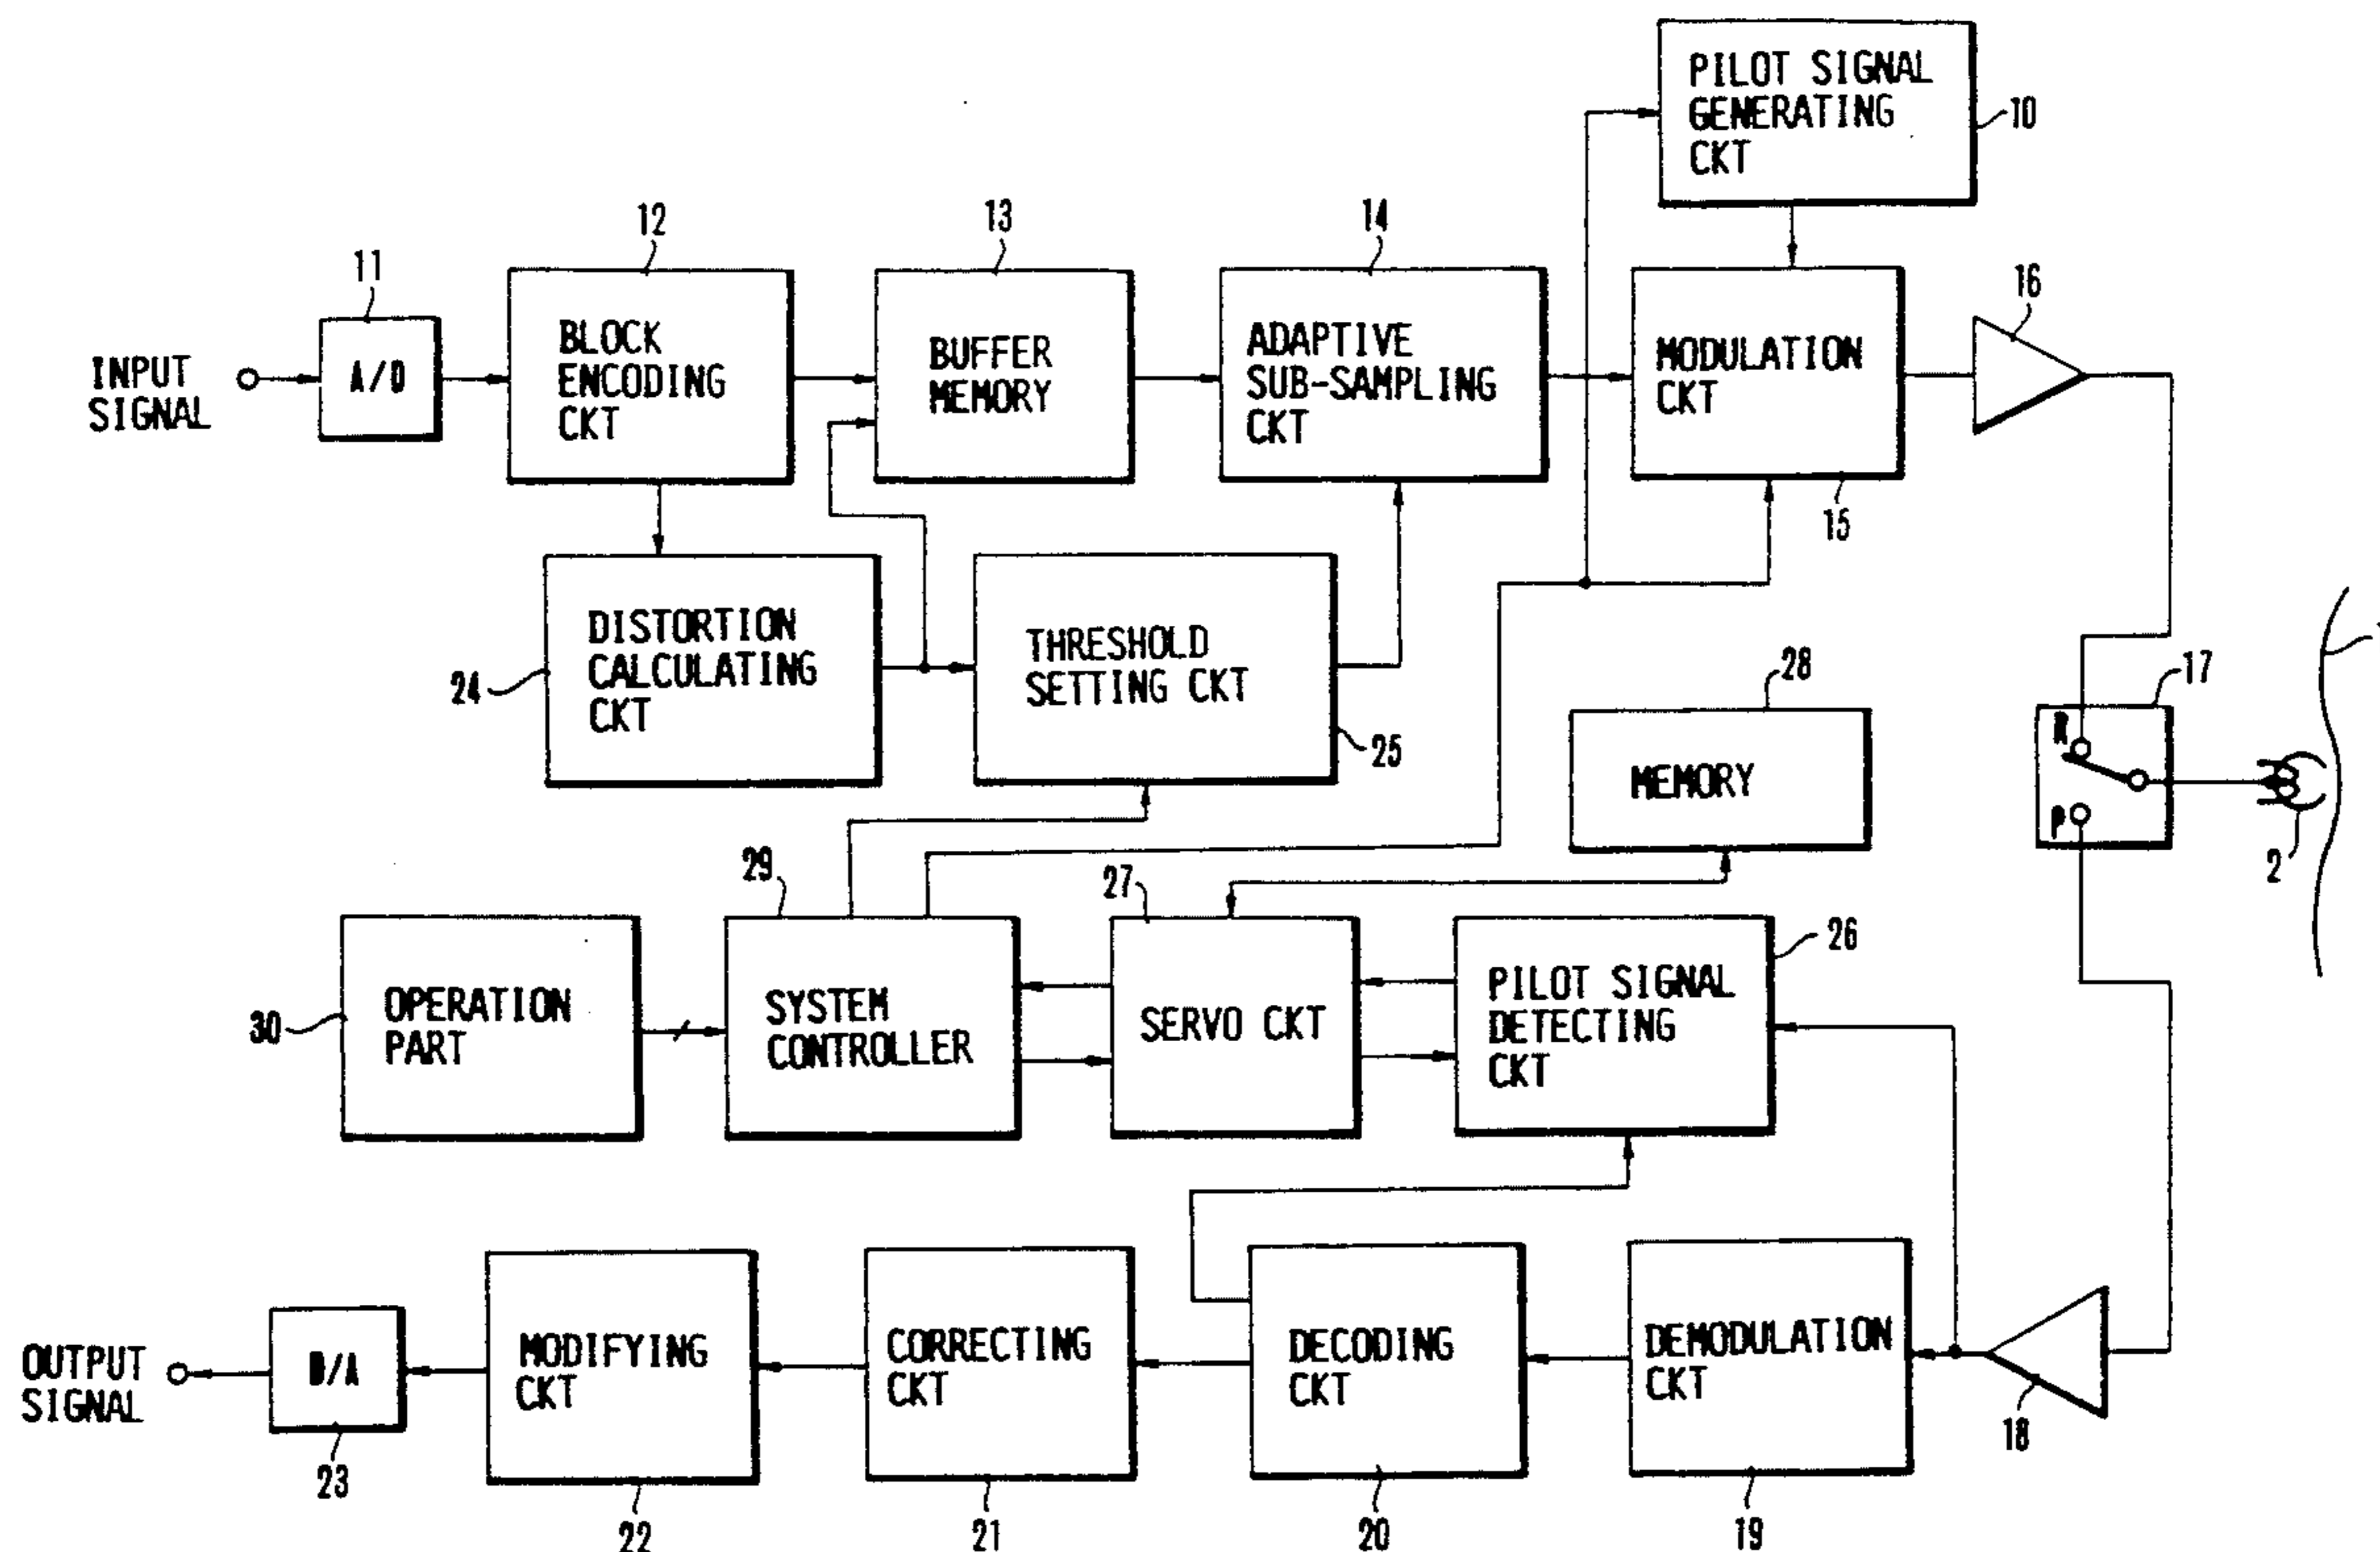 PILOT SIGNAL
GENERATING
CKT
10
11
12
13
14
16
INPUT
SIGNAL
A/D
BLOCK
ENCODING
CKT
BUFFER
MEMORY
ADAPTIVE
SUB-SAMPLING
CKT
MODULATION
CKT
15
DISTORTION
CALCULATING
CKT
24
THRESHOLD
SETTING CKT
25
28
MEMORY
17
R
P
2
29
27
26
30
OPERATION
PART
SYSTEM
CONTROLLER
SERVO CKT
PILOT SIGNAL
DETECTING
CKT
OUTPUT
SIGNAL
D/A
MODIFYING
CKT
CORRECTING
CKT
DECODING
CKT
DEMODULATION
CKT
18
23
22
21
20
19